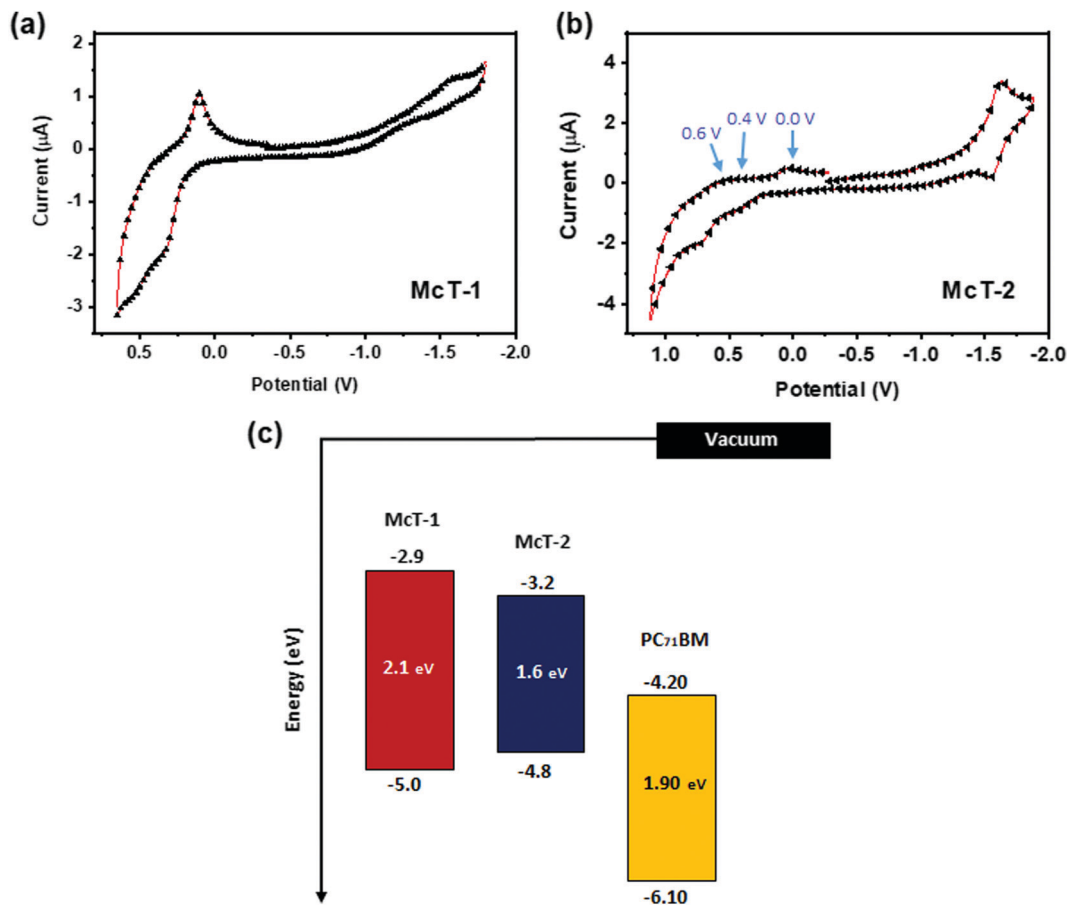 (a)
2
1
0
-1
-2
-3
Current (μA)
McT-1
0.5
0.0
-0.5
-1.0
-1.5
-2.0
Potential (V)
(b)
4
2
0
-2
-4
Current (μA)
0.6 V
0.4 V
0.0 V
McT-2
1.0
0.5
0.0
-0.5
-1.0
-1.5
-2.0
Potential (V)
(c)
Vacuum
Energy (eV)
McT-1
-2.9
2.1 eV
-5.0
McT-2
-3.2
1.6 eV
-4.8
PC₇₁BM
-4.20
1.90 eV
-6.10